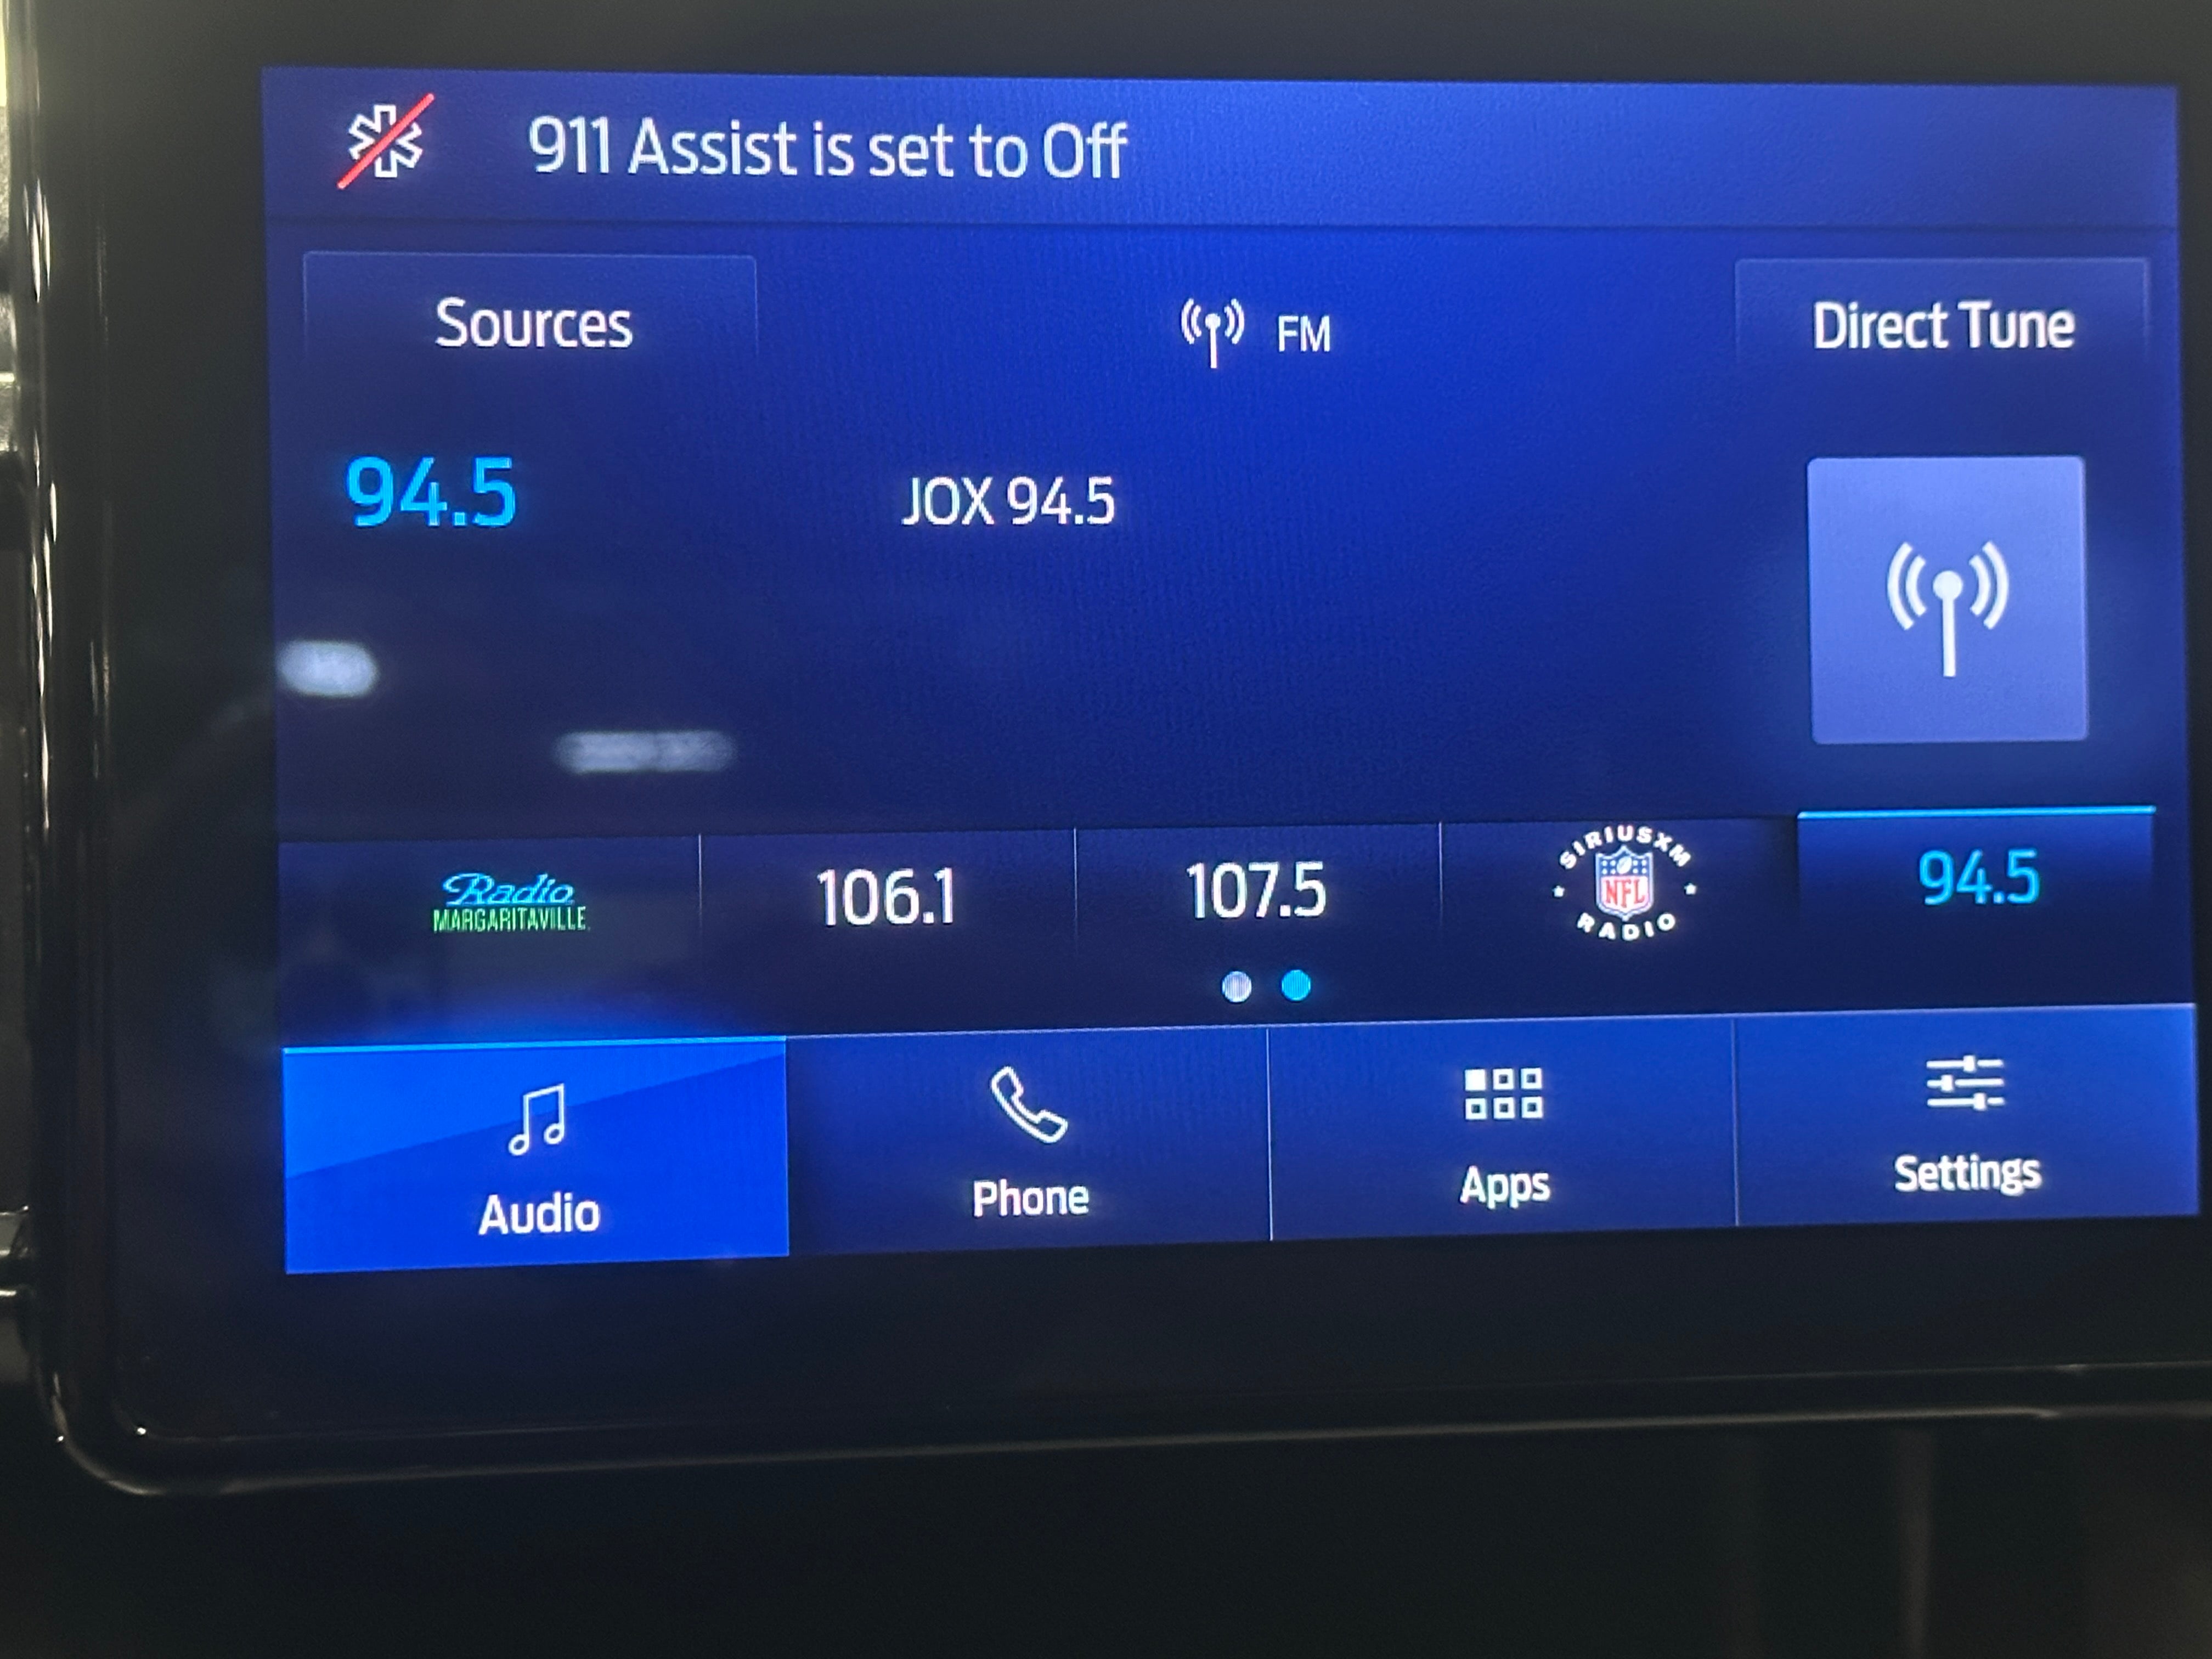 911 Assist is set to Off
Sources
FM
Direct Tune
94.5
JOX 94.5
Radio
MARGARITAVILLE
106.1
107.5
SIRIUSXM
NFL
RADIO
94.5
Audio
Phone
Apps
Settings